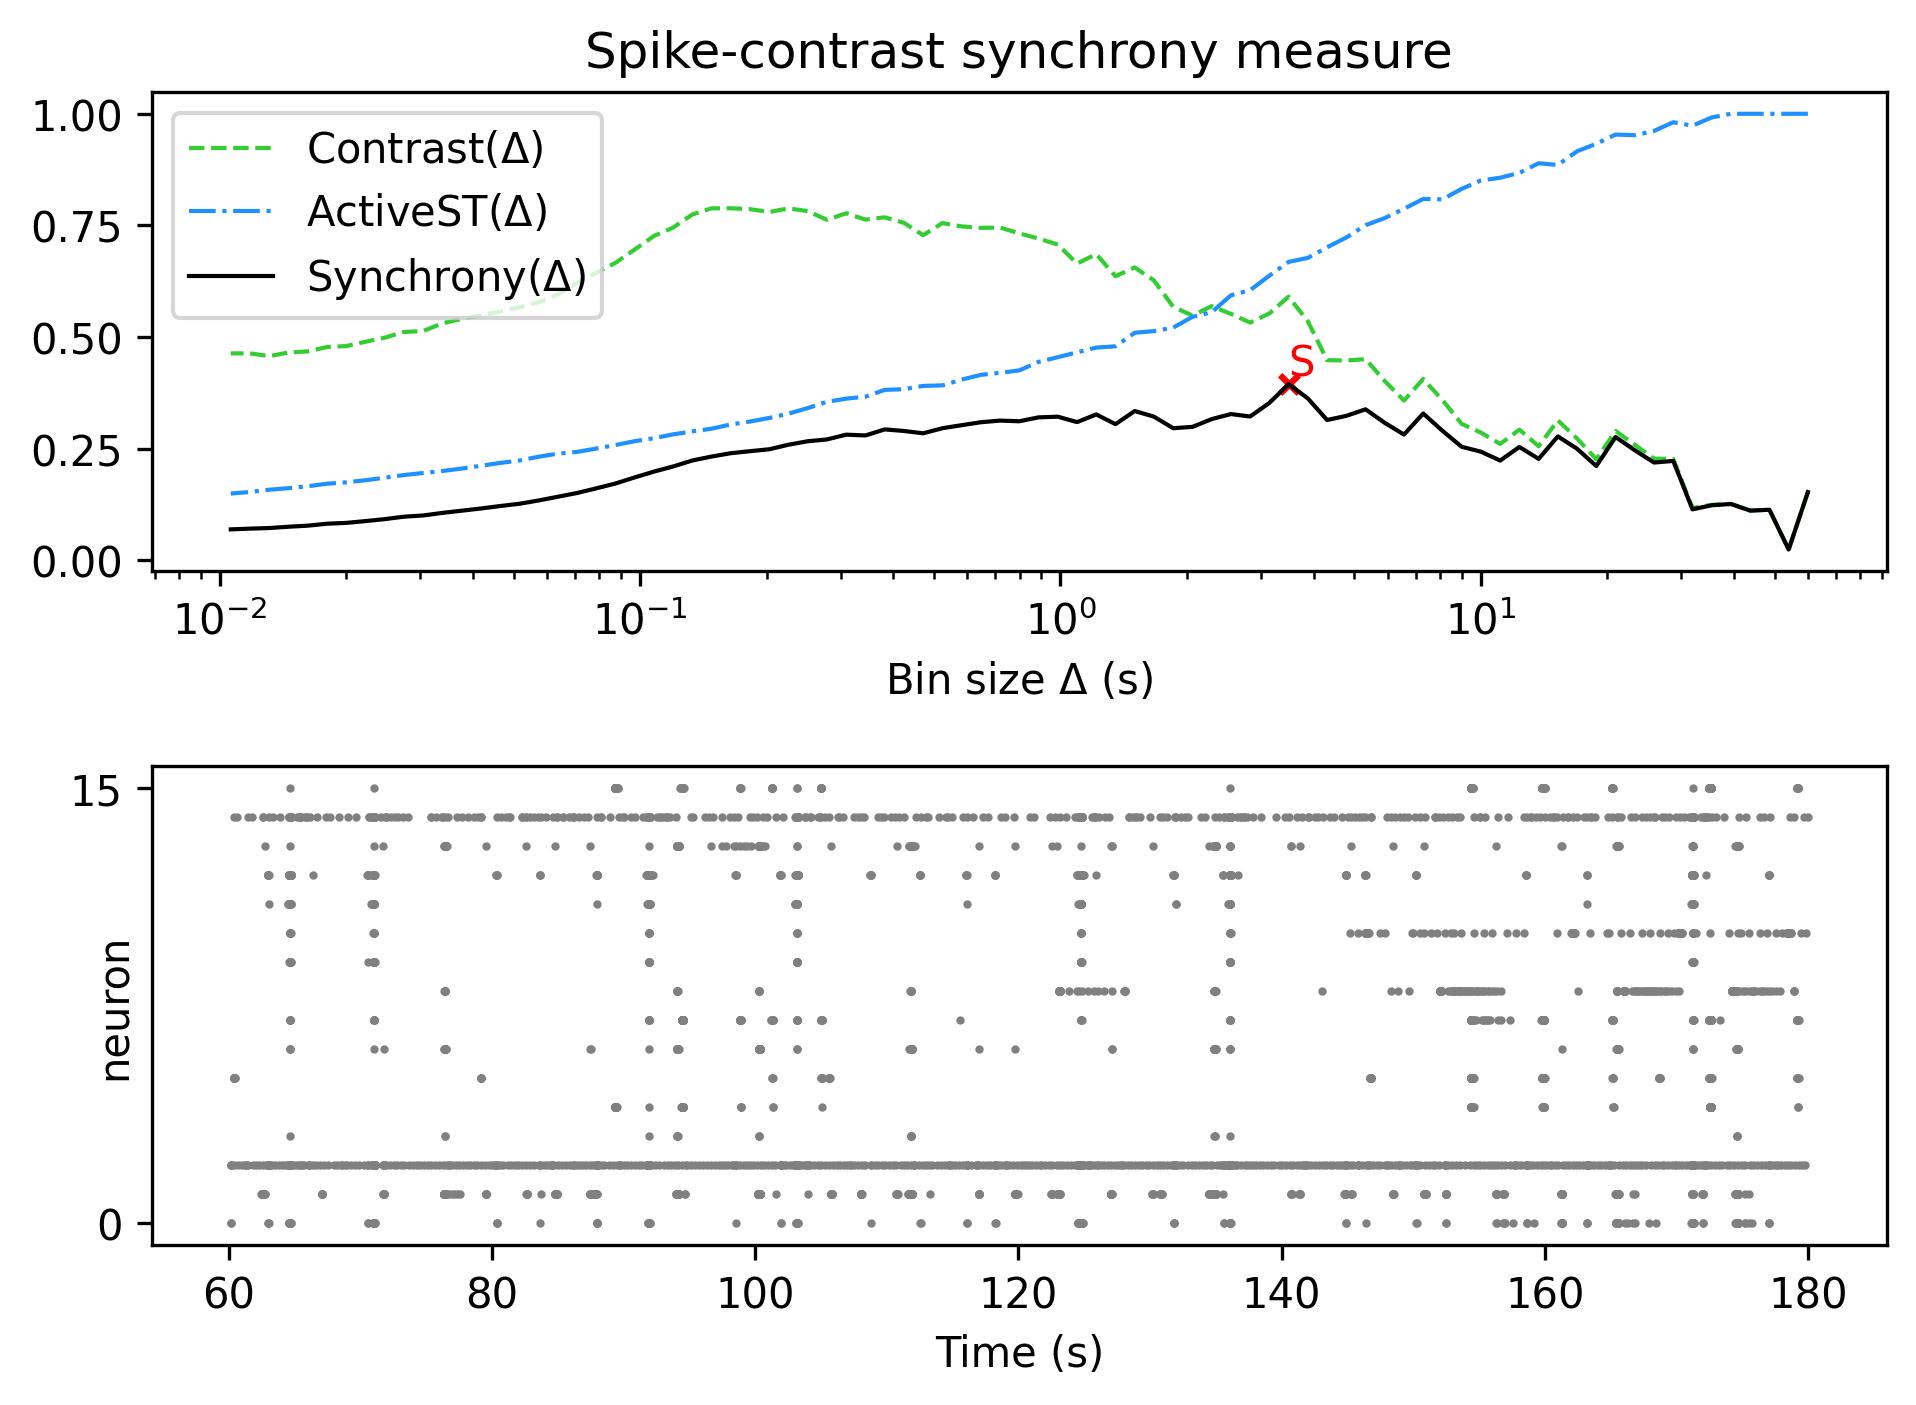 Spike-contrast synchrony measure
1.00
0.75
0.50
0.25
0.00
Contrast(Δ)
ActiveST(Δ)
Synchrony(Δ)
S
10⁻² 10⁻¹ 10⁰ 10¹
Bin size Δ (s)
15
0
neuron
60 80 100 120 140 160 180
Time (s)